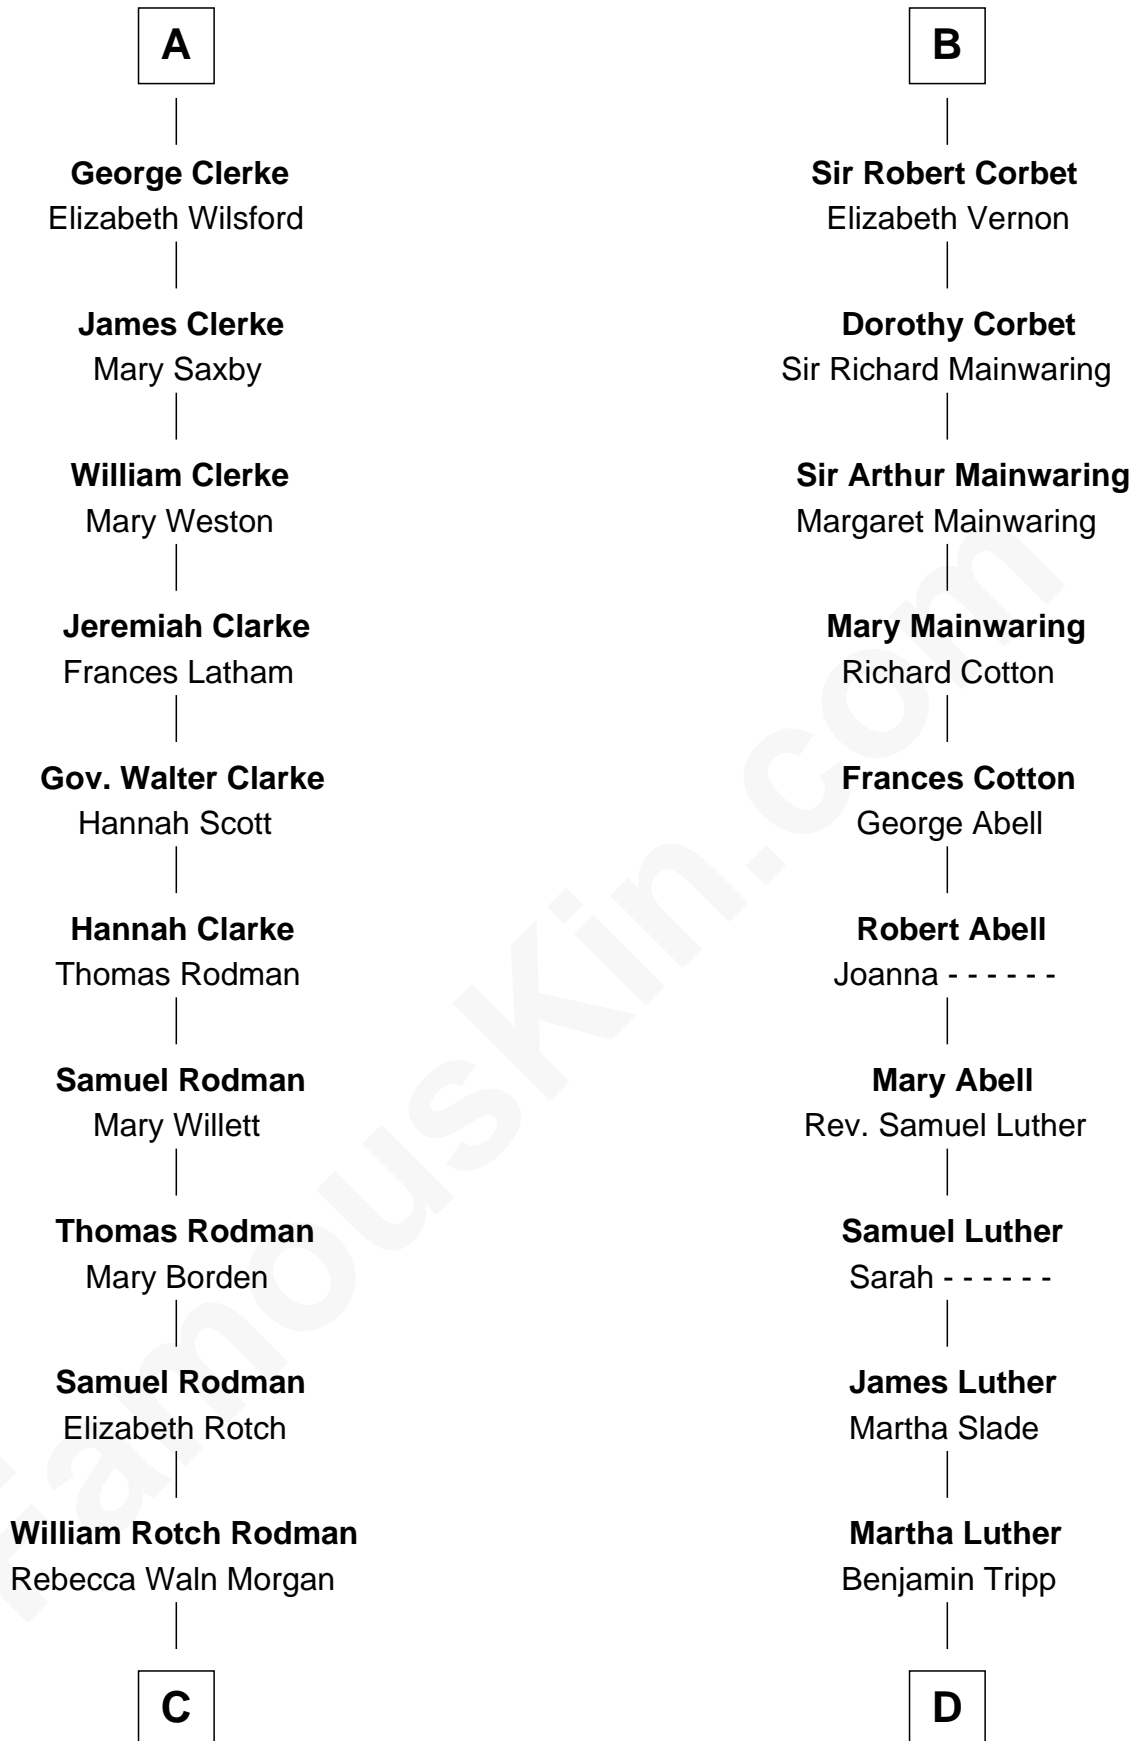 A
George Clerke
Elizabeth Wilsford
James Clerke
Mary Saxby
William Clerke
Mary Weston
Jeremiah Clarke
Frances Latham
Gov. Walter Clarke
Hannah Scott
Hannah Clarke
Thomas Rodman
Samuel Rodman
Mary Willett
Thomas Rodman
Mary Borden
Samuel Rodman
Elizabeth Rotch
William Rotch Rodman
Rebecca Waln Morgan
C
B
Sir Robert Corbet
Elizabeth Vernon
Dorothy Corbet
Sir Richard Mainwaring
Sir Arthur Mainwaring
Margaret Mainwaring
Mary Mainwaring
Richard Cotton
Frances Cotton
George Abell
Robert Abell
Joanna - - - - - -
Mary Abell
Rev. Samuel Luther
Samuel Luther
Sarah - - - - - -
James Luther
Martha Slade
Martha Luther
Benjamin Tripp
D
FamousKin.com